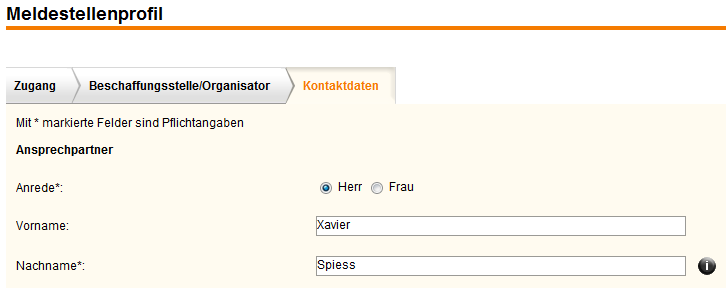 Meldestellenprofil
Zugang Beschaffungsstelle/Organisator Kontaktdaten
Mit * markierte Felder sind Pflichtangaben
Ansprechpartner
Anrede*: Herr Frau
Vorname: Xavier
Nachname*: Spiess i